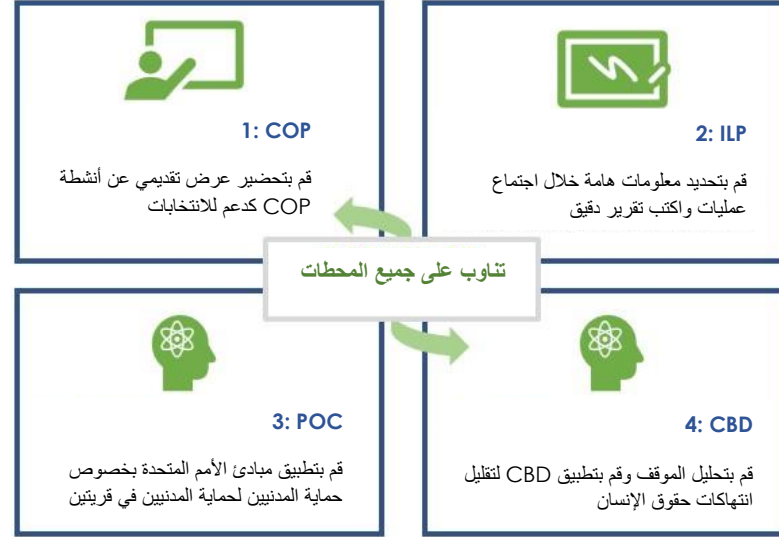 1: COP
قم بتحضير عرض تقديمي عن أنشطة
COP كدعم للانتخابات
2: ILP
قم بتحديد معلومات هامة خلال اجتماع
عمليات واكتب تقرير دقيق
تناوب على جميع المحطات
3: POC
قم بتطبيق مبادئ الأمم المتحدة بخصوص
حماية المدنيين لحماية المدنيين في قريتين
4: CBD
قم بتحليل الموقف وقم بتطبيق CBD لتقليل
انتهاكات حقوق الإنسان